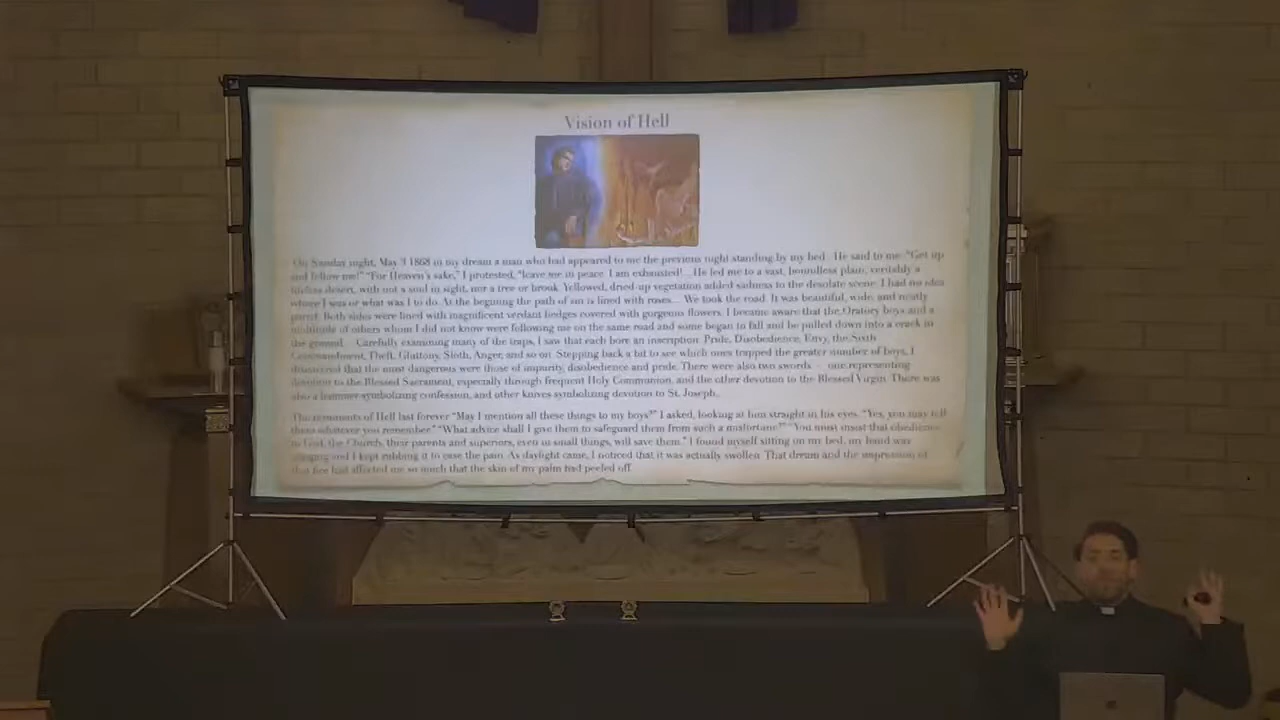 Vision of Hell
On Sunday night, May 3 1868 in my dream a man who had appeared to me the previous night standing by my bed. He said to me: "Get up
and follow me!" "For Heaven's sake," I protested, "leave me in peace. I am exhausted!... He led me to a vast, boundless plain, veritably a
lifeless desert, with not a soul in sight, nor a tree or brook. Yellowed, dried-up vegetation added sadness to the desolate scene. I had no idea
where I was or what was I to do. At the begining the path of sin is lined with roses... We took the road. It was beautiful, wide, and neatly
paved. Both sides were lined with magnificent verdant hedges covered with gorgeous flowers. I became aware that the Oratory boys and a
multitude of others whom I did not know were following me on the same road and some began to fall and be pulled down into a crack in
the ground... Carefully examining many of the traps, I saw that each bore an inscription: Pride, Disobedience, Envy, the Sixth
Commandment, Theft, Gluttony, Sloth, Anger, and so on. Stepping back a bit to see which ones trapped the greater number of boys, I
discovered that the most dangerous were those of impurity, disobedience and pride. There were also two swords - one representing
devotion to the Blessed Sacrament, especially through frequent Holy Communion, and the other devotion to the Blessed Virgin. There was
also a hammer symbolizing confession, and other knives symbolizing devotion to St. Joseph.
The of Hell last forever "May I mention all these things to my boys?" I asked, looking at him straight in his eyes. "Yes, you may tell
them whatever you remember." "What advice shall I give them to safeguard them from such a misfortune?" "You must insist that obedience
to God, the Church, their parents and superiors, even in small things, will save them." I found myself sitting on my bed, my hand was
stinging and I kept rubbing it to ease the pain. As daylight came, I noticed that it was actually swollen. That dream and the impression of
that fire had affected me so much that the skin of my palm had peeled off.